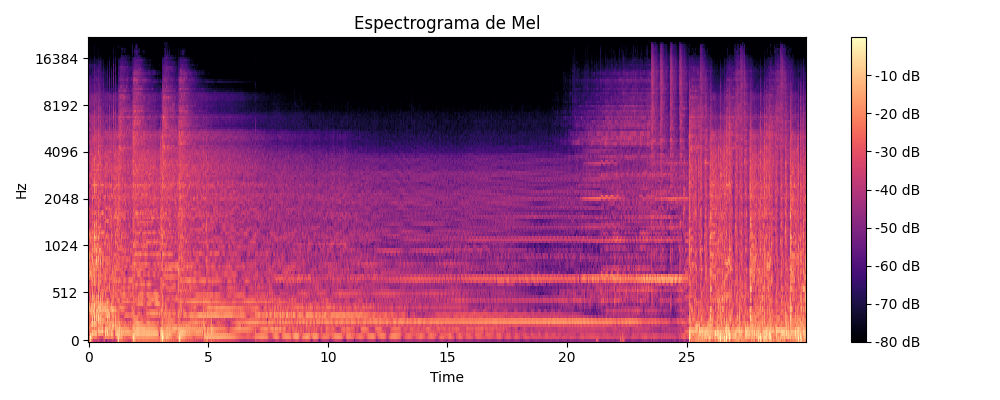 Espectrograma de Mel
Hz
16384
8192
4096
2048
1024
512
0
0 5 10 15 20 25
Time
-10 dB
-20 dB
-30 dB
-40 dB
-50 dB
-60 dB
-70 dB
-80 dB